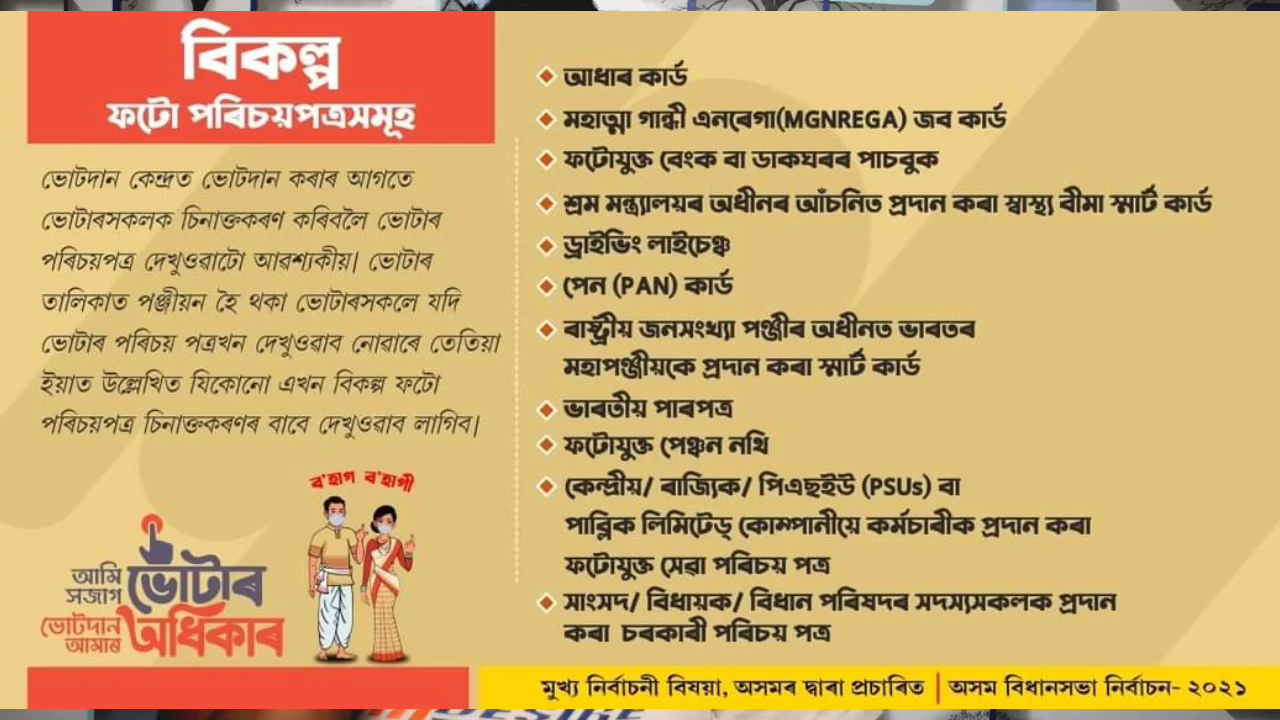 বিকল্প
ফটো পৰিচয়পত্ৰসমূহ
ভোটদান কেন্দ্ৰত ভোটদান কৰাৰ আগতে
ভোটাৰসকলক চিনাক্তকৰণ কৰিবলৈ ভোটাৰ
পৰিচয়পত্ৰ দেখুওৱাটো আৱশ্যকীয়। ভোটাৰ
তালিকাত পঞ্জীয়ন হৈ থকা ভোটাৰসকলে যদি
ভোটাৰ পৰিচয় পত্ৰখন দেখুওৱাব নোৱাৰে তেতিয়া
ইয়াত উল্লেখিত যিকোনো এখন বিকল্প ফটো
পৰিচয়পত্ৰ চিনাক্তকৰণৰ বাবে দেখুওৱাব লাগিব।
ব'হাগ ব'হাগী
আমি সজাগ ভোটাৰ
ভোটদান আমাৰ অধিকাৰ
আধাৰ কাৰ্ড
মহাত্মা গান্ধী এনৰেগা(MGNREGA) জব কাৰ্ড
ফটোযুক্ত বেংক বা ডাকঘৰৰ পাচবুক
শ্ৰম মন্ত্ৰ্যালয়ৰ অধীনৰ আঁচনিত প্ৰদান কৰা স্বাস্থ্য বীমা স্মাৰ্ট কাৰ্ড
ড্ৰাইভিং লাইচেঞ্চ
পেন (PAN) কাৰ্ড
ৰাস্ট্ৰীয় জনসংখ্যা পঞ্জীৰ অধীনত ভাৰতৰ
মহাপঞ্জীয়কে প্ৰদান কৰা স্মাৰ্ট কাৰ্ড
ভাৰতীয় পাৰপত্ৰ
ফটোযুক্ত পেঞ্চন নথি
কেন্দ্ৰীয়/ ৰাজ্যিক/ পিএছইউ (PSUs) বা
পাব্লিক লিমিটেড্ কোম্পানীয়ে কৰ্মচাৰীক প্ৰদান কৰা
ফটোযুক্ত সেৱা পৰিচয় পত্ৰ
সাংসদ/ বিধায়ক/ বিধান পৰিষদৰ সদস্যসকলক প্ৰদান
কৰা চৰকাৰী পৰিচয় পত্ৰ
মুখ্য নিৰ্বাচনী বিষয়া, অসমৰ দ্বাৰা প্ৰচাৰিত | অসম বিধানসভা নিৰ্বাচন- ২০২১